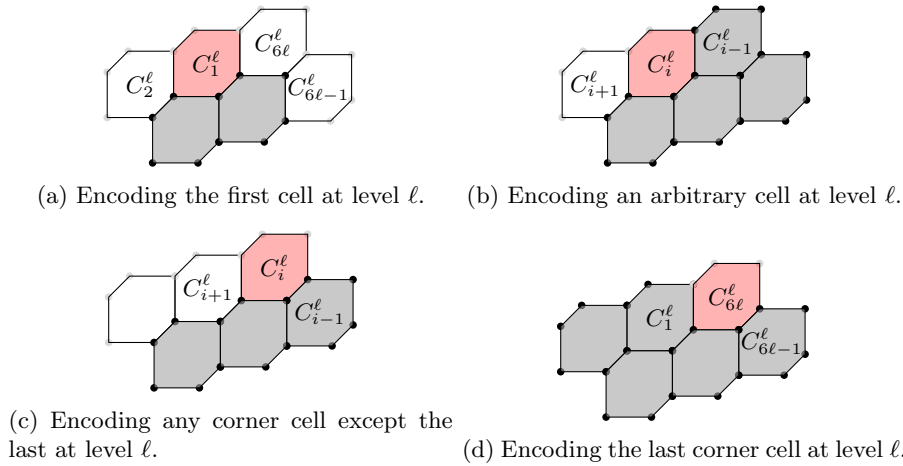 C_{6ℓ}^ℓ
C_1^ℓ
C_2^ℓ
C_{6ℓ−1}^ℓ
(a) Encoding the first cell at level ℓ.
C_{i−1}^ℓ
C_i^ℓ
C_{i+1}^ℓ
(b) Encoding an arbitrary cell at level ℓ.
C_i^ℓ
C_{i+1}^ℓ
C_{i−1}^ℓ
(c) Encoding any corner cell except the
last at level ℓ.
C_{6ℓ}^ℓ
C_1^ℓ
C_{6ℓ−1}^ℓ
(d) Encoding the last corner cell at level ℓ.